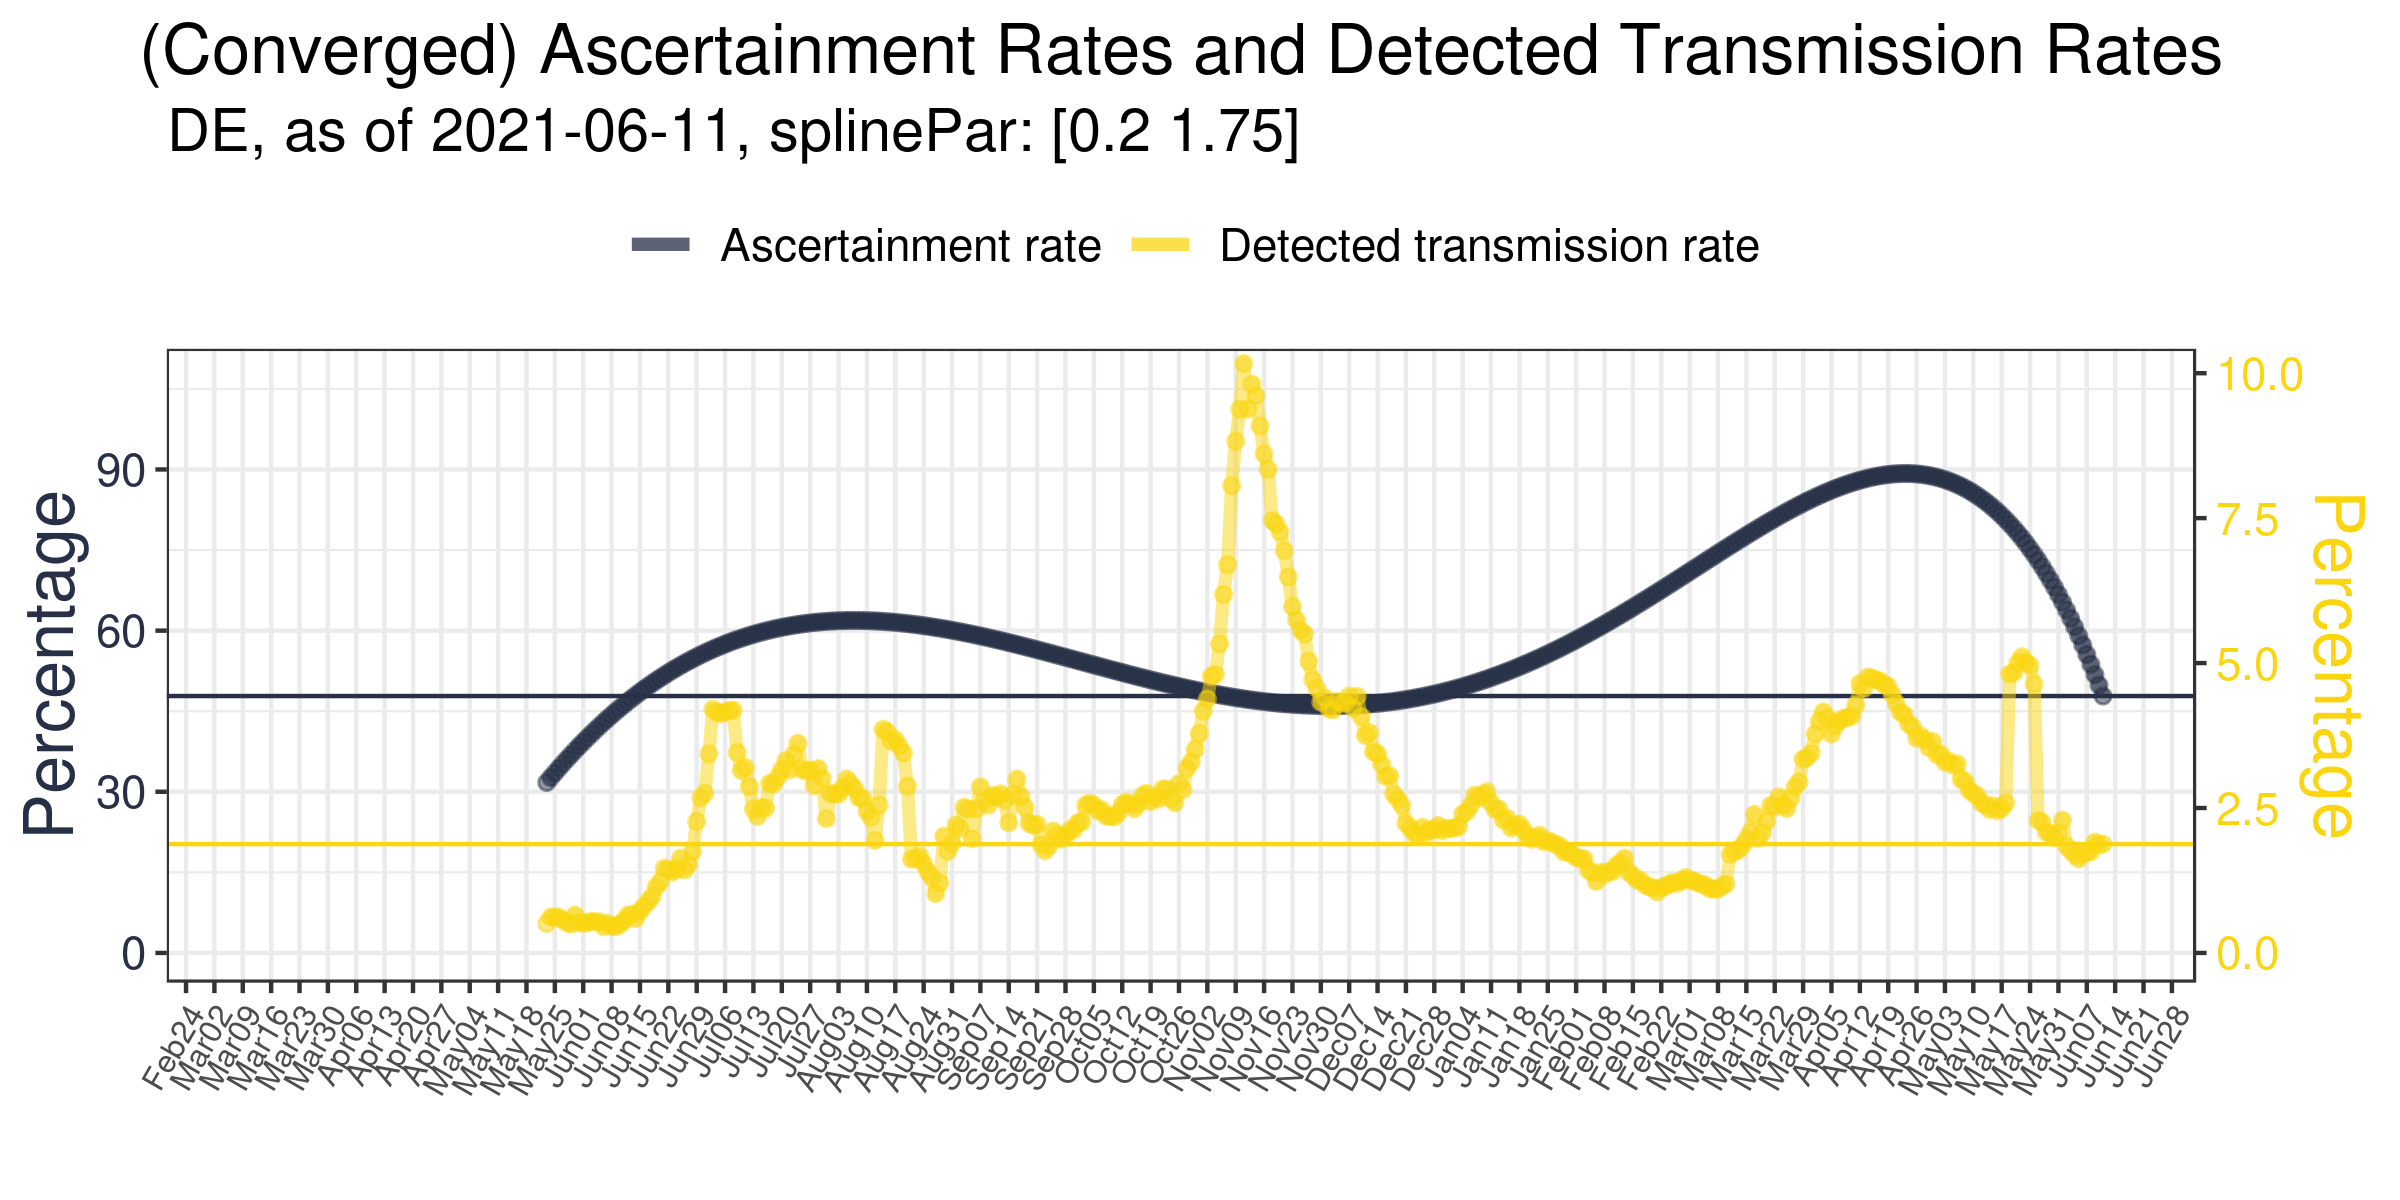 (Converged) Ascertainment Rates and Detected Transmission Rates
DE, as of 2021-06-11, splinePar: [0.2 1.75]
Ascertainment rate
Detected transmission rate
Percentage
90
60
30
0
10.0
7.5
5.0
2.5
0.0
Percentage
Feb24
Mar02
Mar09
Mar16
Mar23
Mar30
Apr06
Apr13
Apr20
Apr27
May04
May11
May18
May25
Jun01
Jun08
Jun15
Jun22
Jun29
Jul06
Jul13
Jul20
Jul27
Aug03
Aug10
Aug17
Aug24
Aug31
Sep07
Sep14
Sep21
Sep28
Oct05
Oct12
Oct19
Oct26
Nov02
Nov09
Nov16
Nov23
Nov30
Dec07
Dec14
Dec21
Dec28
Jan04
Jan11
Jan18
Jan25
Feb01
Feb08
Feb15
Feb22
Mar01
Mar08
Mar15
Mar22
Mar29
Apr05
Apr12
Apr19
Apr26
May03
May10
May17
May24
May31
Jun07
Jun14
Jun21
Jun28